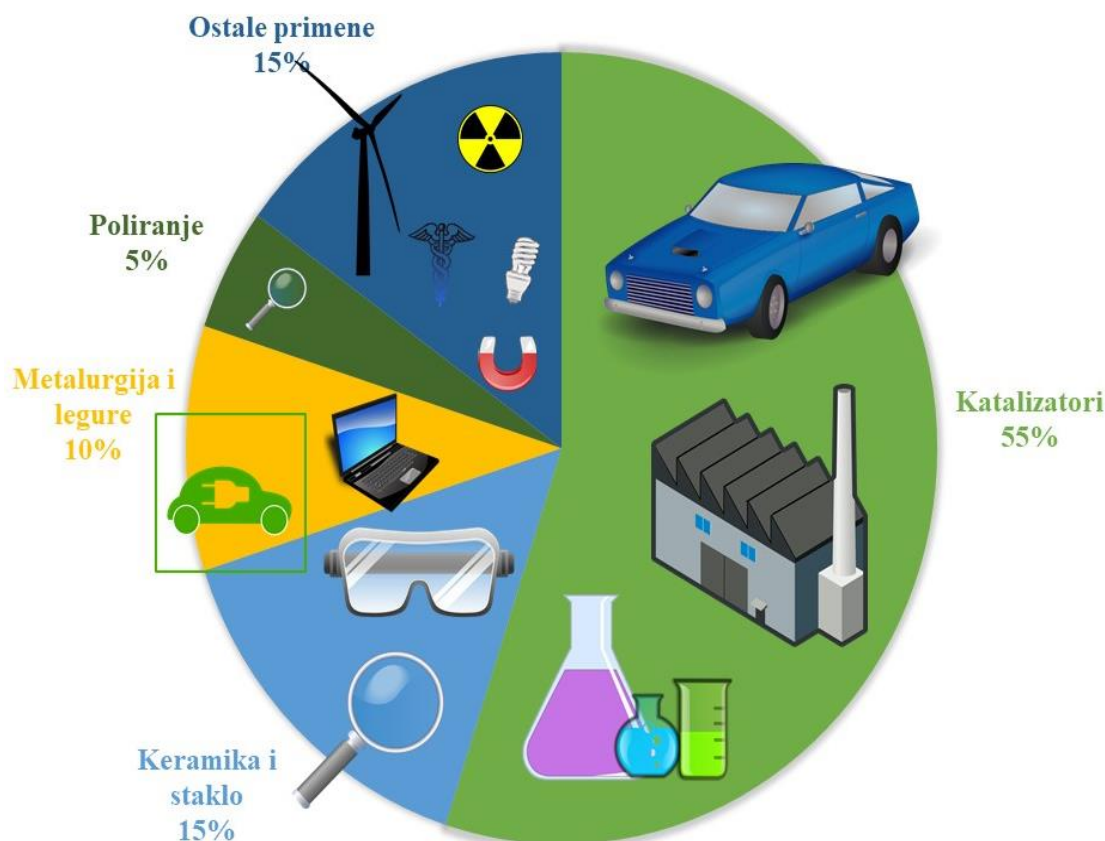 Ostale primene
15%
Poliranje
5%
Metalurgija i
legure
10%
Katalizatori
55%
Keramika i
staklo
15%